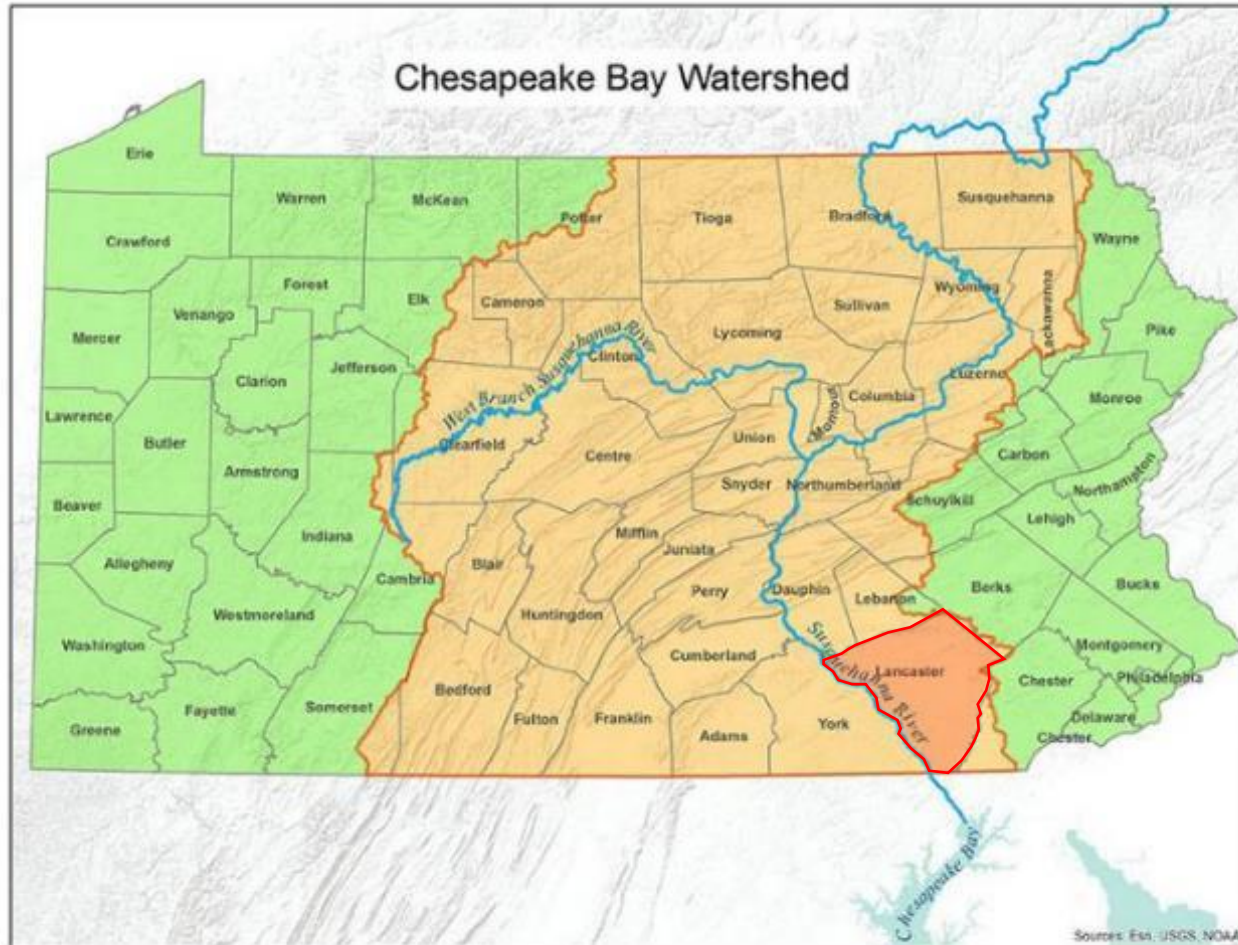 Chesapeake Bay Watershed
Erie
Warren
McKean
Potter
Tioga
Bradford
Susquehanna
Wayne
Crawford
Forest
Elk
Cameron
Sullivan
Wyoming
Lackawanna
Pike
Venango
Mercer
Clarion
Jefferson
Clinton
Lycoming
West Branch Susquehanna River
Columbia
Luzerne
Monroe
Lawrence
Butler
Armstrong
Clearfield
Centre
Union
Montour
Carbon
Northampton
Beaver
Snyder
Northumberland
Schuylkill
Lehigh
Indiana
Mifflin
Juniata
Allegheny
Cambria
Blair
Huntingdon
Perry
Dauphin
Lebanon
Berks
Bucks
Westmoreland
Washington
Cumberland
Susquehanna River
Lancaster
Montgomery
Chester
Philadelphia
Bedford
Fulton
Franklin
Adams
York
Delaware
Chester
Somerset
Fayette
Greene
Chesapeake Bay
Sources: Esri, USGS, NOAA